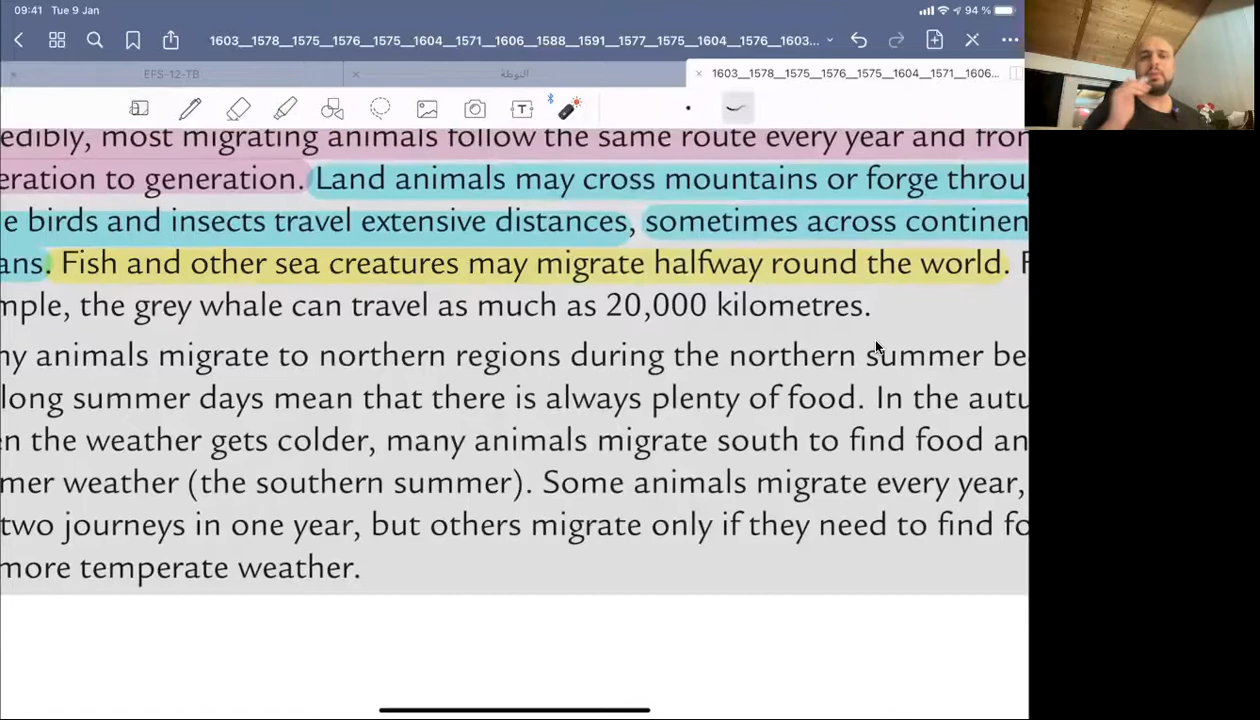 09:41 Tue 9 Jan 94 %
1603__1578__1575__1576__1575__1604__1571__1606__1588__1591__1577__1575__1604__1576__1603...
EFS-12-TB النوطة 1603__1578__1575__1576__1575__1604__1571__1606...
T
edibly, most migrating animals follow the same route every year and from
eration to generation. Land animals may cross mountains or forge throu
e birds and insects travel extensive distances, sometimes across continen
ans. Fish and other sea creatures may migrate halfway round the world. F
mple, the grey whale can travel as much as 20,000 kilometres.
ny animals migrate to northern regions during the northern summer be
long summer days mean that there is always plenty of food. In the autu
en the weather gets colder, many animals migrate south to find food an
mer weather (the southern summer). Some animals migrate every year,
two journeys in one year, but others migrate only if they need to find fo
more temperate weather.